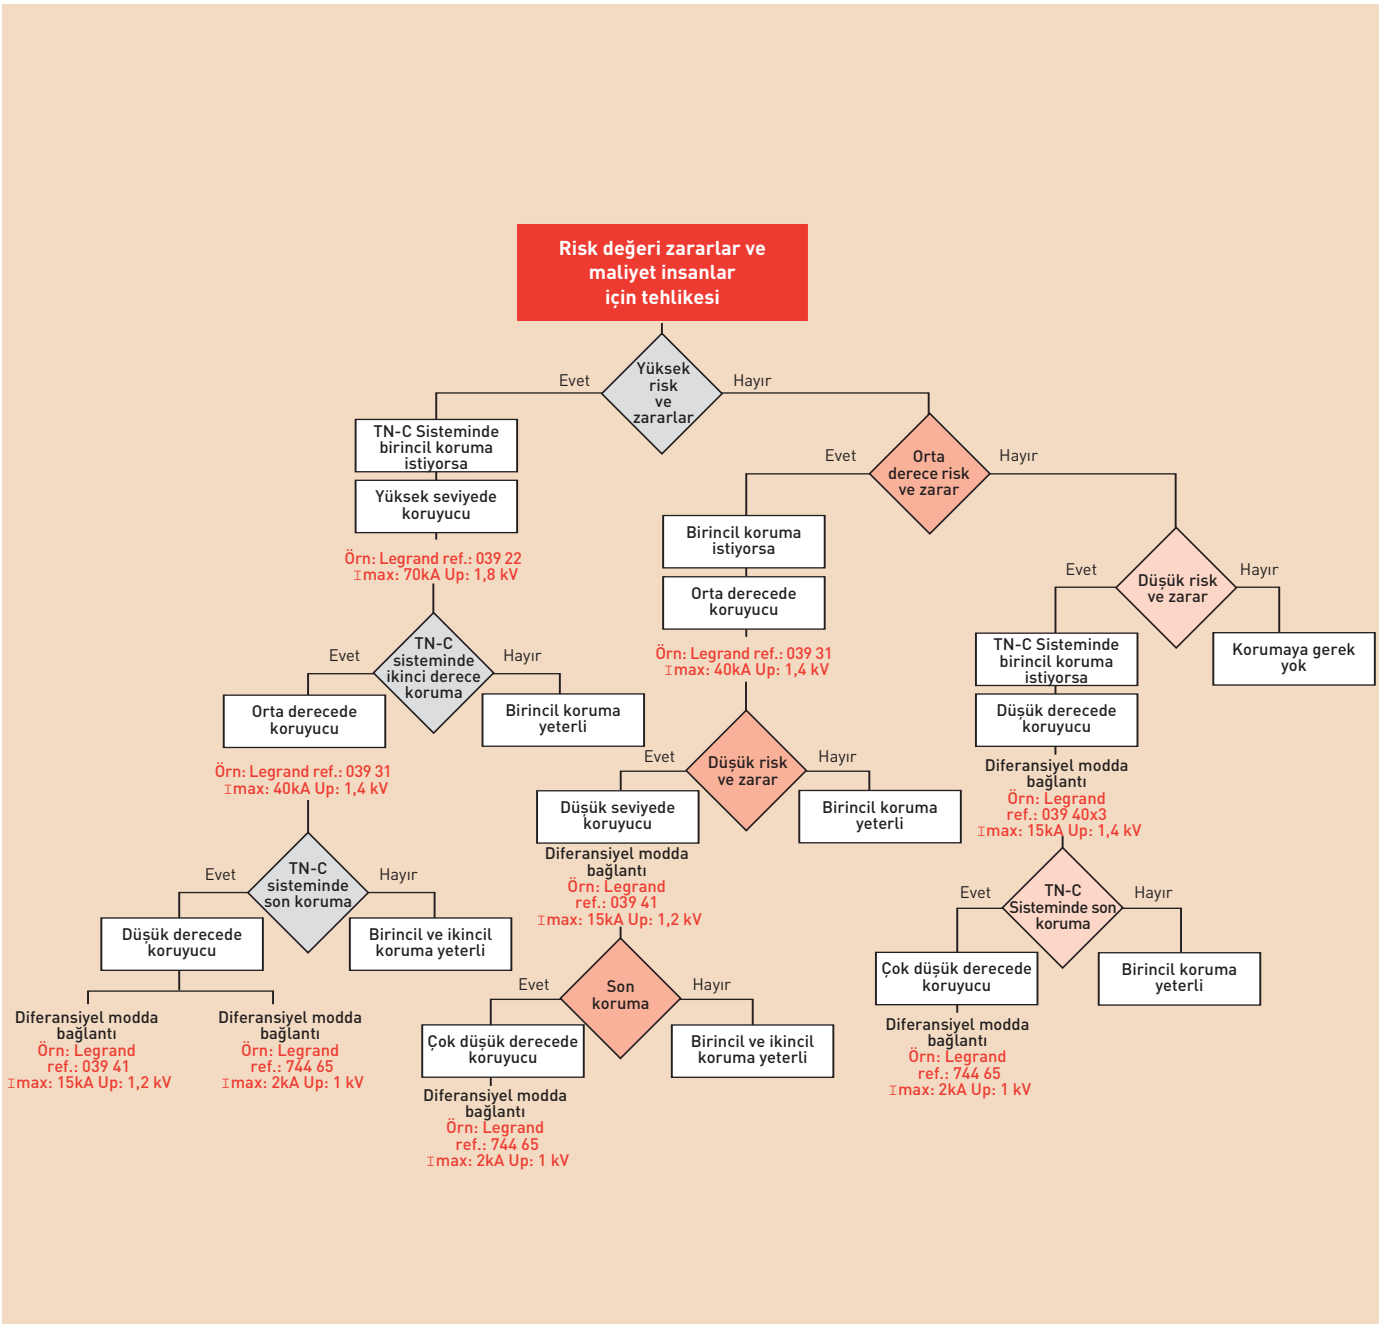 Risk değeri zararlar ve
maliyet insanlar
için tehlikesi
Yüksek
risk
ve
zararlar
Evet
Hayır
TN-C Sisteminde
birincil koruma
istiyorsa
Yüksek seviyede
koruyucu
Örn: Legrand ref.: 039 22
Imax: 70kA Up: 1,8 kV
TN-C
sisteminde
ikinci derece
koruma
Evet
Hayır
Orta derecede
koruyucu
Birincil koruma
yeterli
Örn: Legrand ref.: 039 31
Imax: 40kA Up: 1,4 kV
TN-C
sisteminde
son koruma
Evet
Hayır
Düşük derecede
koruyucu
Birincil ve ikincil
koruma yeterli
Diferansiyel modda
bağlantı
Örn: Legrand
ref.: 039 41
Imax: 15kA Up: 1,2 kV
Diferansiyel modda
bağlantı
Örn: Legrand
ref.: 744 65
Imax: 2kA Up: 1 kV
Orta
derece risk
ve zarar
Evet
Hayır
Birincil koruma
istiyorsa
Orta derecede
koruyucu
Örn: Legrand ref.: 039 31
Imax: 40kA Up: 1,4 kV
Düşük risk
ve zarar
Evet
Hayır
Düşük seviyede
koruyucu
Birincil koruma
yeterli
Diferansiyel modda
bağlantı
Örn: Legrand
ref.: 039 41
Imax: 15kA Up: 1,2 kV
Son
koruma
Evet
Hayır
Çok düşük derecede
koruyucu
Birincil ve ikincil
koruma yeterli
Diferansiyel modda
bağlantı
Örn: Legrand
ref.: 744 65
Imax: 2kA Up: 1 kV
Düşük risk
ve zarar
Evet
Hayır
TN-C Sisteminde
birincil koruma
istiyorsa
Korumaya gerek
yok
Düşük derecede
koruyucu
Diferansiyel modda
bağlantı
Örn: Legrand
ref.: 039 40x3
Imax: 15kA Up: 1,4 kV
TN-C
Sisteminde son
koruma
Evet
Hayır
Çok düşük derecede
koruyucu
Birincil koruma
yeterli
Diferansiyel modda
bağlantı
Örn: Legrand
ref.: 744 65
Imax: 2kA Up: 1 kV